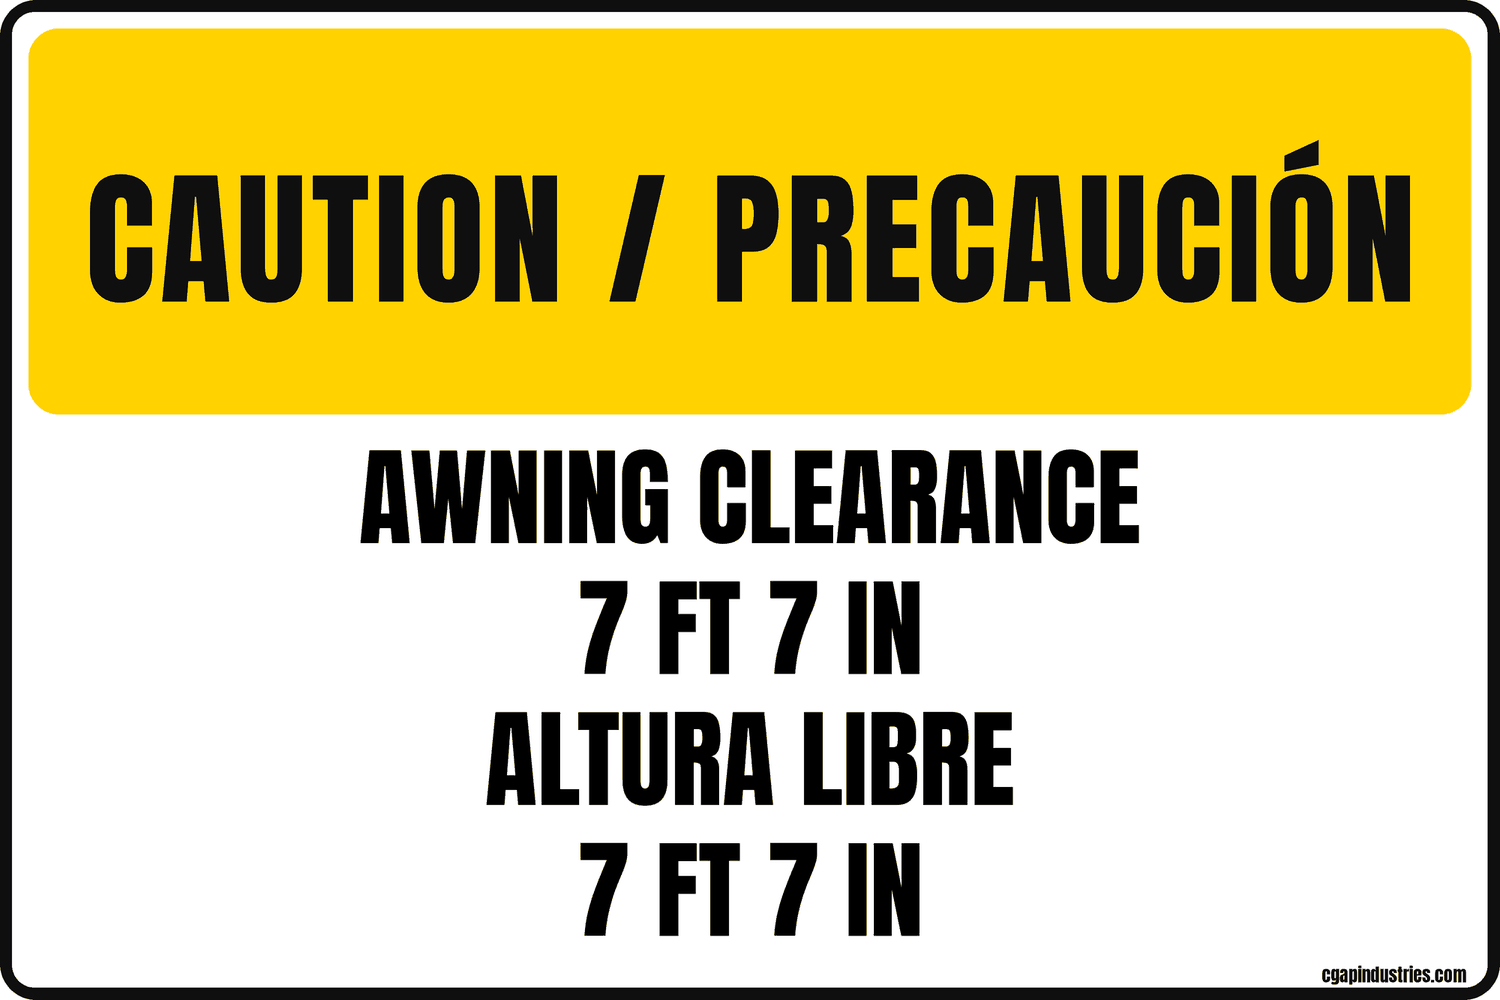 CAUTION / PRECAUCIÓN
AWNING CLEARANCE
7 FT 7 IN
ALTURA LIBRE
7 FT 7 IN
cgapindustries.com